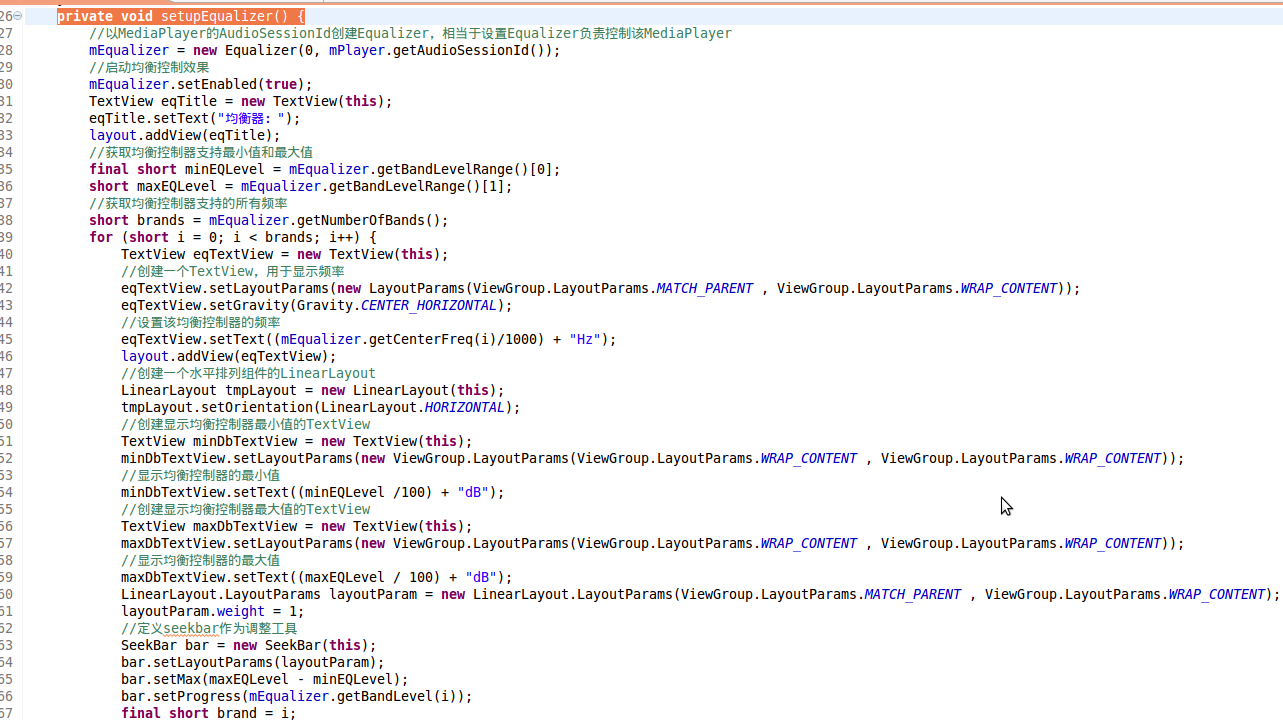 26 private void setupEqualizer() {
27 //以MediaPlayer的AudioSessionId创建Equalizer，相当于设置Equalizer负责控制该MediaPlayer
28 mEqualizer = new Equalizer(0, mPlayer.getAudioSessionId());
29 //启动均衡控制效果
30 mEqualizer.setEnabled(true);
31 TextView eqTitle = new TextView(this);
32 eqTitle.setText("均衡器：");
33 layout.addView(eqTitle);
34 //获取均衡控制器支持最小值和最大值
35 final short minEQLevel = mEqualizer.getBandLevelRange()[0];
36 short maxEQLevel = mEqualizer.getBandLevelRange()[1];
37 //获取均衡控制器支持的所有频率
38 short brands = mEqualizer.getNumberOfBands();
39 for (short i = 0; i < brands; i++) {
40 TextView eqTextView = new TextView(this);
41 //创建一个TextView，用于显示频率
42 eqTextView.setLayoutParams(new LayoutParams(ViewGroup.LayoutParams.MATCH_PARENT , ViewGroup.LayoutParams.WRAP_CONTENT));
43 eqTextView.setGravity(Gravity.CENTER_HORIZONTAL);
44 //设置该均衡控制器的频率
45 eqTextView.setText((mEqualizer.getCenterFreq(i)/1000) + "Hz");
46 layout.addView(eqTextView);
47 //创建一个水平排列组件的LinearLayout
48 LinearLayout tmpLayout = new LinearLayout(this);
49 tmpLayout.setOrientation(LinearLayout.HORIZONTAL);
50 //创建显示均衡控制器最小值的TextView
51 TextView minDbTextView = new TextView(this);
52 minDbTextView.setLayoutParams(new ViewGroup.LayoutParams(ViewGroup.LayoutParams.WRAP_CONTENT , ViewGroup.LayoutParams.WRAP_CONTENT));
53 //显示均衡控制器的最小值
54 minDbTextView.setText((minEQLevel /100) + "dB");
55 //创建显示均衡控制器最大值的TextView
56 TextView maxDbTextView = new TextView(this);
57 maxDbTextView.setLayoutParams(new ViewGroup.LayoutParams(ViewGroup.LayoutParams.WRAP_CONTENT , ViewGroup.LayoutParams.WRAP_CONTENT));
58 //显示均衡控制器的最大值
59 maxDbTextView.setText((maxEQLevel / 100) + "dB");
60 LinearLayout.LayoutParams layoutParam = new LinearLayout.LayoutParams(ViewGroup.LayoutParams.MATCH_PARENT , ViewGroup.LayoutParams.WRAP_CONTENT);
61 layoutParam.weight = 1;
62 //定义seekbar作为调整工具
63 SeekBar bar = new SeekBar(this);
64 bar.setLayoutParams(layoutParam);
65 bar.setMax(maxEQLevel - minEQLevel);
66 bar.setProgress(mEqualizer.getBandLevel(i));
67 final short brand = i;